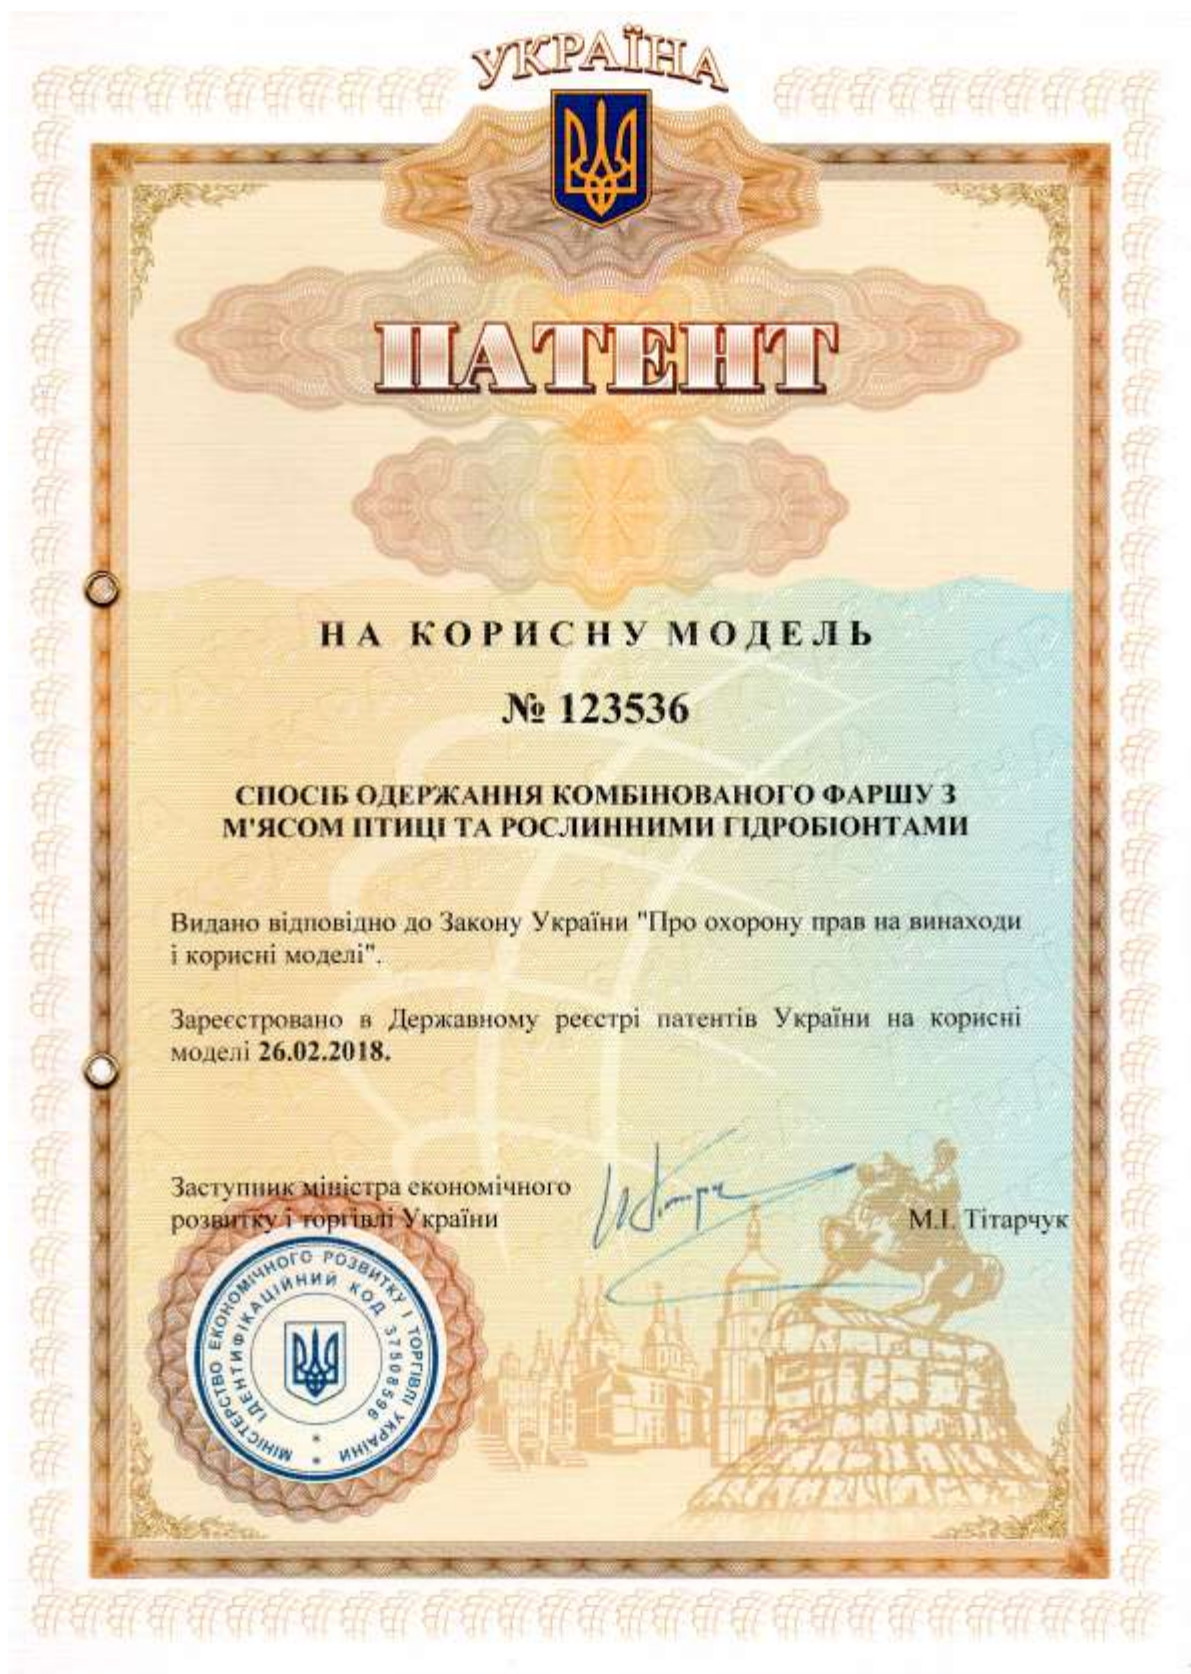 УКРАЇНА
ПАТЕНТ
НА КОРИСНУ МОДЕЛЬ
№ 123536
СПОСІБ ОДЕРЖАННЯ КОМБІНОВАНОГО ФАРШУ З
М'ЯСОМ ПТИЦІ ТА РОСЛИННИМИ ГІДРОБІОНТАМИ
Видано відповідно до Закону України "Про охорону прав на винаходи
і корисні моделі".
Зареєстровано в Державному реєстрі патентів України на корисні
моделі 26.02.2018.
Заступник міністра економічного
розвитку і торгівлі України
М.І. Тітарчук
МІНІСТЕРСТВО ЕКОНОМІЧНОГО РОЗВИТКУ І ТОРГІВЛІ УКРАЇНИ
ІДЕНТИФІКАЦІЙНИЙ КОД 37508596